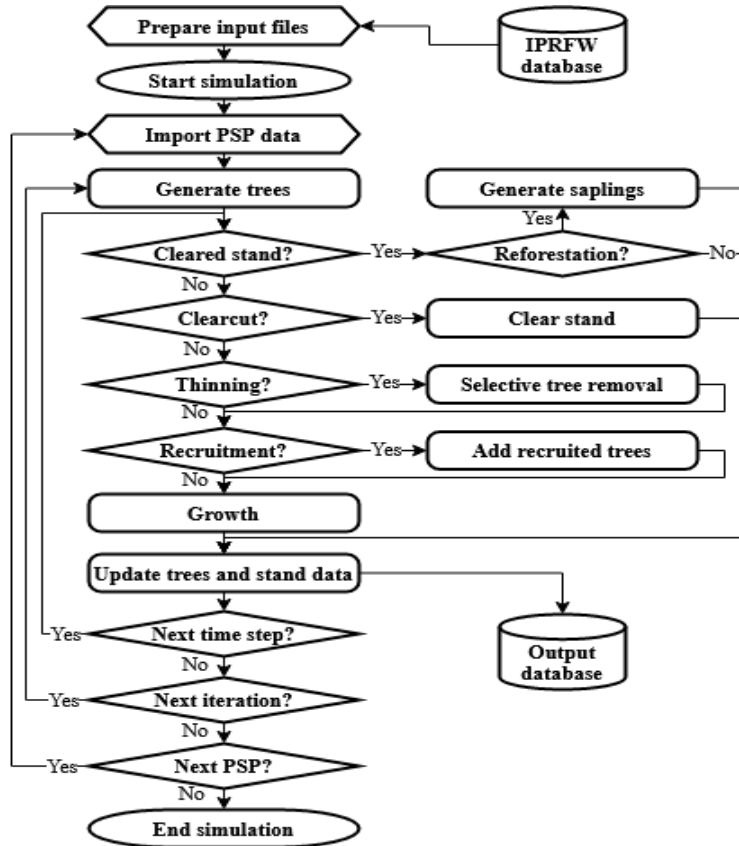 Prepare input files
IPRFW
database
Start simulation
Import PSP data
Generate trees
Generate saplings
Yes
Cleared stand?
Yes
Reforestation?
No
No
Clearcut?
Yes
Clear stand
No
Thinning?
Yes
Selective tree removal
No
Recruitment?
Yes
Add recruited trees
No
Growth
Update trees and stand data
Yes
Next time step?
Output
database
No
Yes
Next iteration?
No
Yes
Next PSP?
No
End simulation